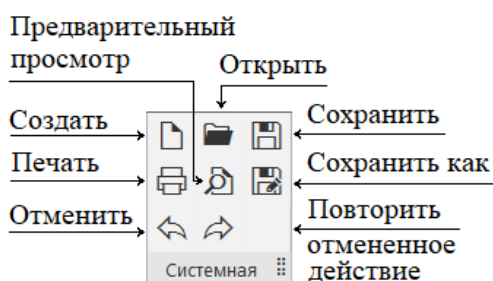 Предварительный
просмотр
Открыть
Создать
Сохранить
Печать
Сохранить как
Отменить
Повторить
отмененное
действие
Системная